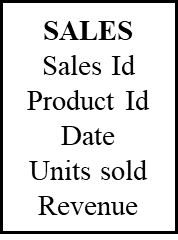 SALES
Sales Id
Product Id
Date
Units sold
Revenue